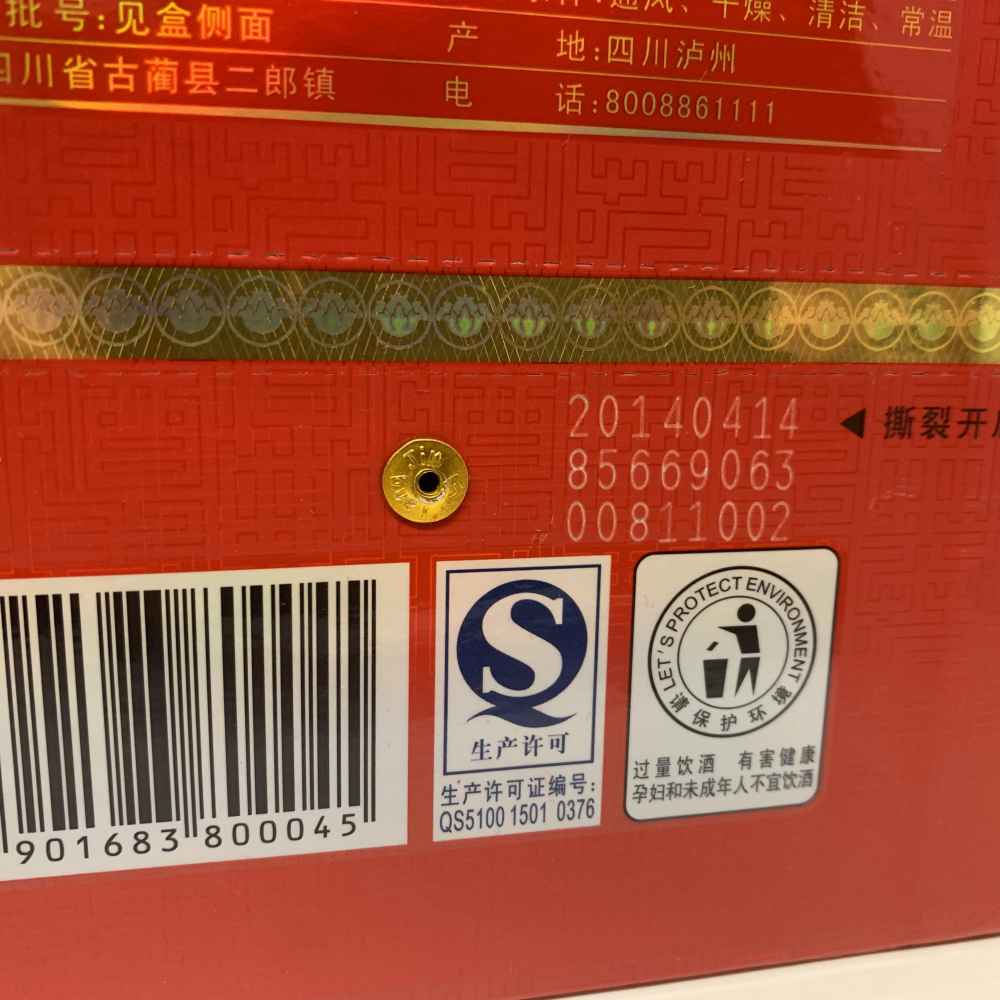 批号:见盒侧面
通风、干燥、清洁、常温
产 地:四川泸州
四川省古蔺县二郎镇
电 话:8008861111
20140414
85669063
00811002
撕裂开
Jin
901683 800045
生产许可
生产许可证编号:
QS5100 1501 0376
LET'S PROTECT ENVIRONMENT
请保护环境
过量饮酒 有害健康
孕妇和未成年人不宜饮酒